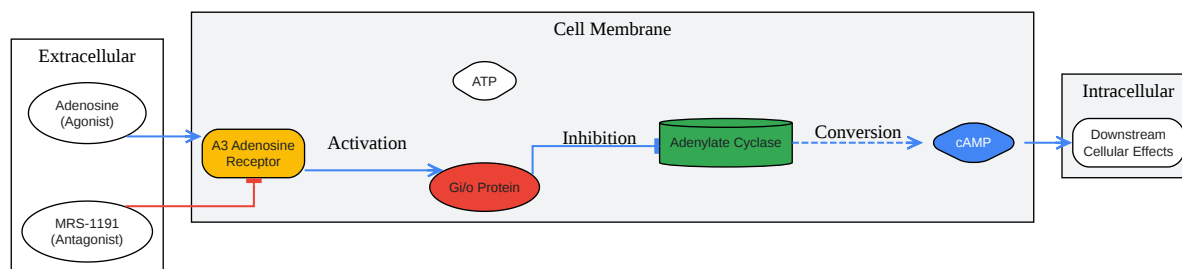 Cell Membrane
Extracellular
ATP
Intracellular
Adenosine
(Agonist)
A3 Adenosine
Receptor
Activation
Inhibition
Adenylate Cyclase
Conversion
cAMP
Downstream
Cellular Effects
Gi/o Protein
MRS-1191
(Antagonist)